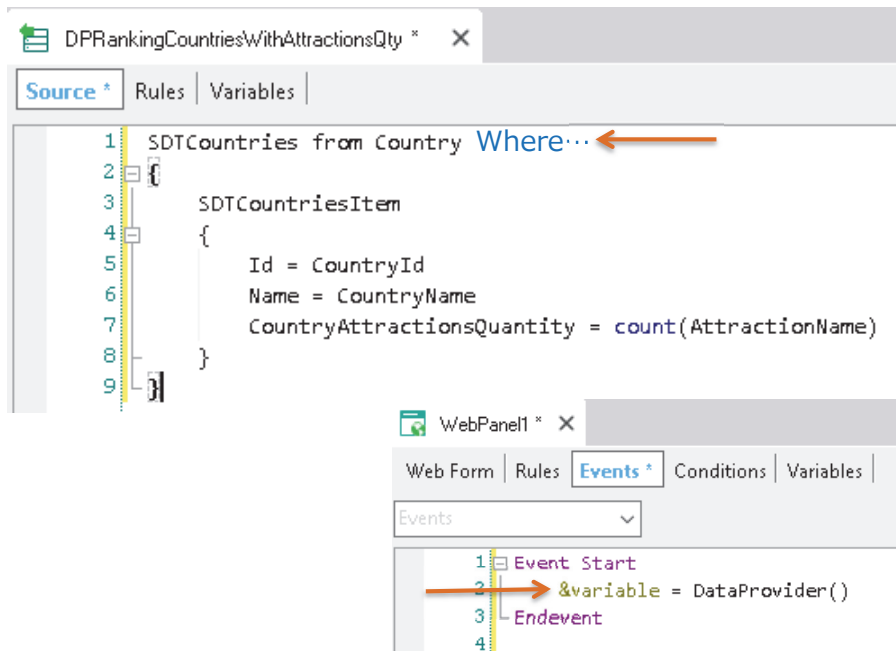 DPRankingCountriesWithAttractionsQty * ×
Source * Rules Variables
1 SDTCountries from Country Where...
2 {
3 SDTCountriesItem
4 {
5 Id = CountryId
6 Name = CountryName
7 CountryAttractionsQuantity = count(AttractionName)
8 }
9 }
WebPanel1 * ×
Web Form Rules Events * Conditions Variables
Events
1 Event Start
2 &variable = DataProvider()
3 Endevent
4